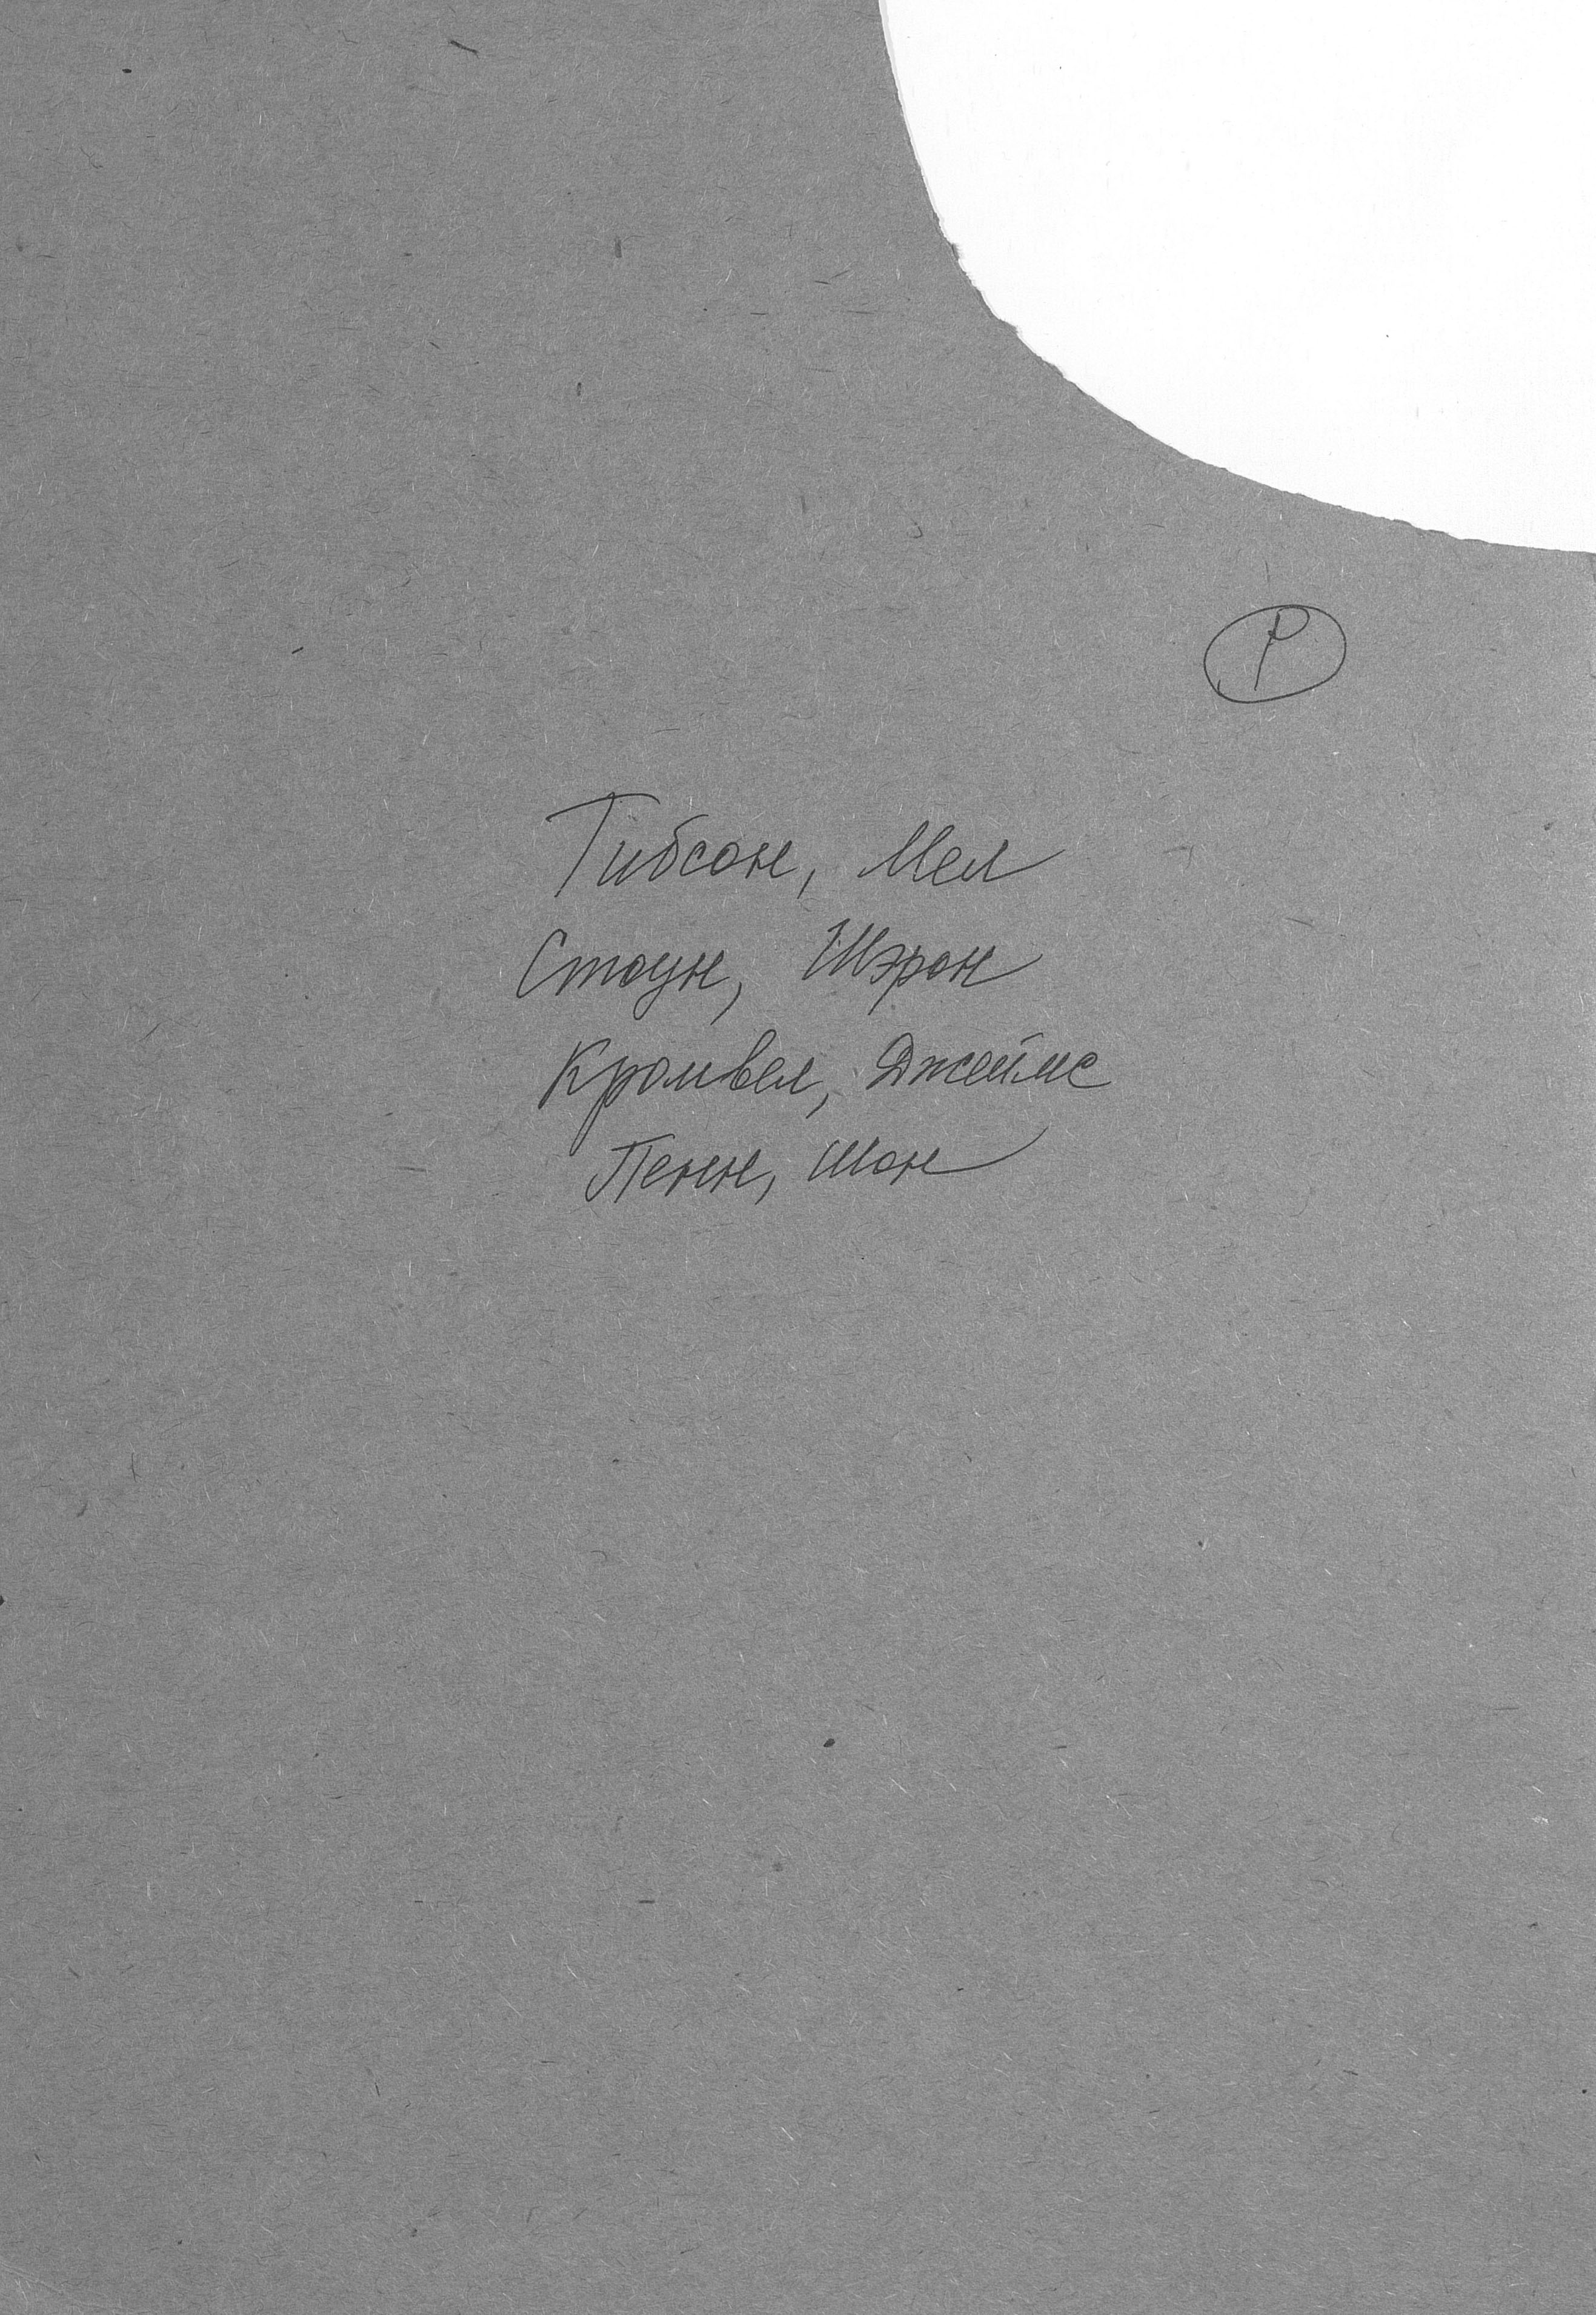 Р
Гибсон, Мел
Стоун, Шэрон
Кромвел, Джеймс
Пенн, Шон